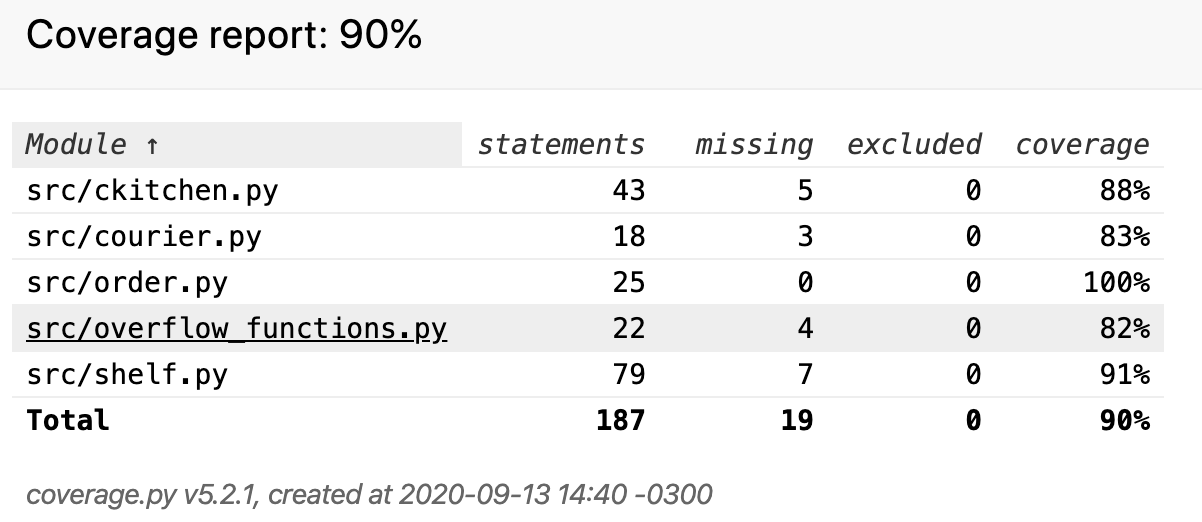 Coverage report: 90%
Module ↑ statements missing excluded coverage
src/ckitchen.py 43 5 0 88%
src/courier.py 18 3 0 83%
src/order.py 25 0 0 100%
src/overflow_functions.py 22 4 0 82%
src/shelf.py 79 7 0 91%
Total 187 19 0 90%
coverage.py v5.2.1, created at 2020-09-13 14:40 -0300